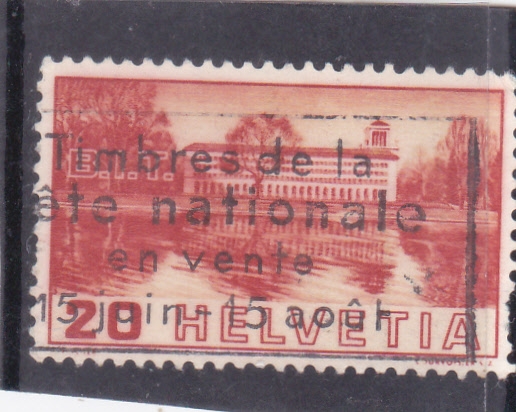 Timbres de la
B.I.T.
ête nationale
en vente
15 juin - 15 août
20 HELVETIA